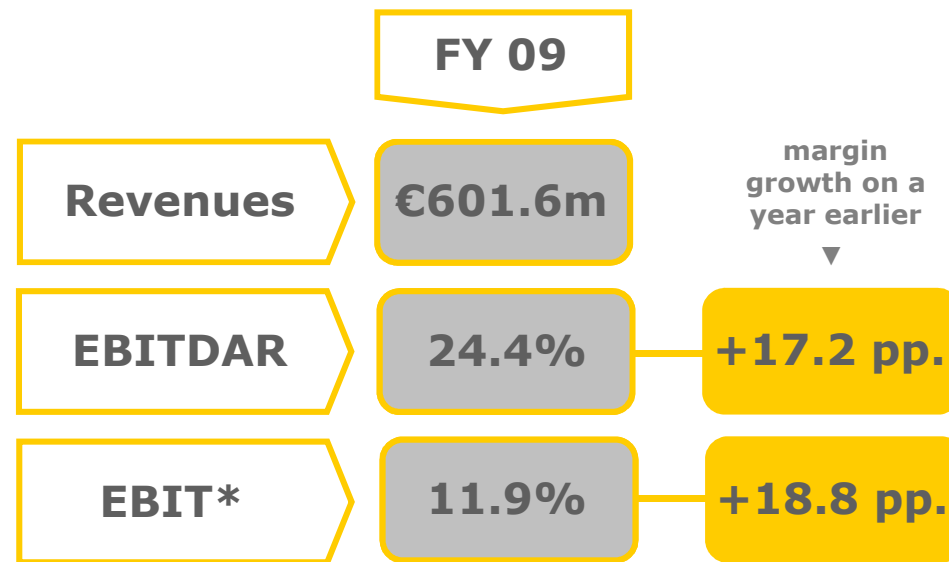 FY 09
Revenues
€601.6m
margin
growth on a
year earlier
▼
EBITDAR
24.4%
+17.2 pp.
EBIT*
11.9%
+18.8 pp.